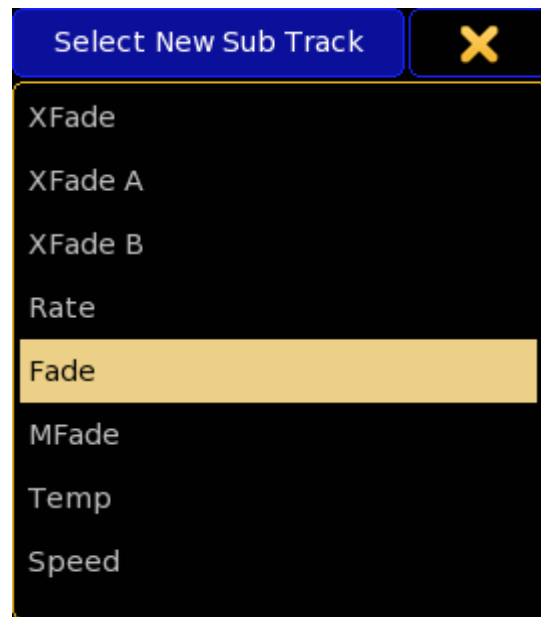 Select New Sub Track
XFade
XFade A
XFade B
Rate
Fade
MFade
Temp
Speed